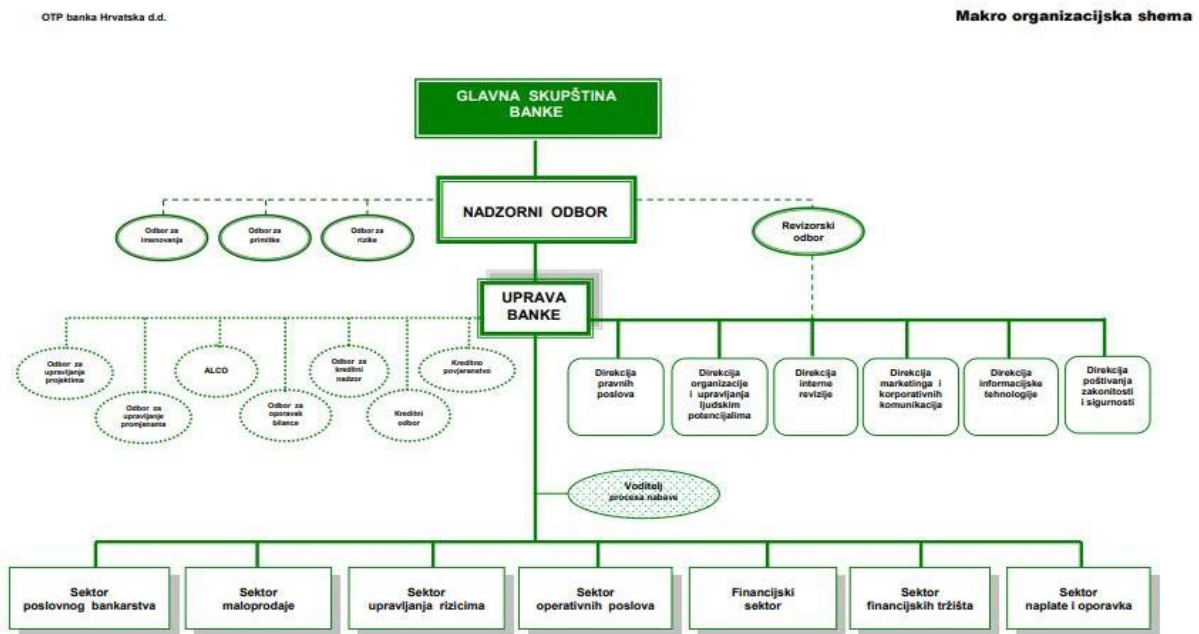 OTP banka Hrvatska d.d.
Makro organizacijska shema
GLAVNA SKUPŠTINA
BANKE
NADZORNI ODBOR
Odbor za
imenovanja
Odbor za
primitke
Odbor za
rizike
Revizorski
odbor
UPRAVA
BANKE
Odbor za
upravljanje
projektima
Odbor za
upravljanje
promjenama
ALCO
Odbor za
oporavak
bilance
Odbor za
kreditni
nadzor
Kreditni
odbor
Kreditno
povjerenstvo
Direkcija
pravnih
poslova
Direkcija
organizacije
i upravljanja
ljudskim
potencijalima
Direkcija
interne
revizije
Direkcija
marketinga i
korporativnih
komunikacija
Direkcija
informacijske
tehnologije
Direkcija
poštivanja
zakonitosti
i sigurnosti
Voditelj
procesa nabave
Sektor
poslovnog bankarstva
Sektor
maloprodaje
Sektor
upravljanja rizicima
Sektor
operativnih poslova
Financijski
sektor
Sektor
financijskih tržišta
Sektor
naplate i oporavka